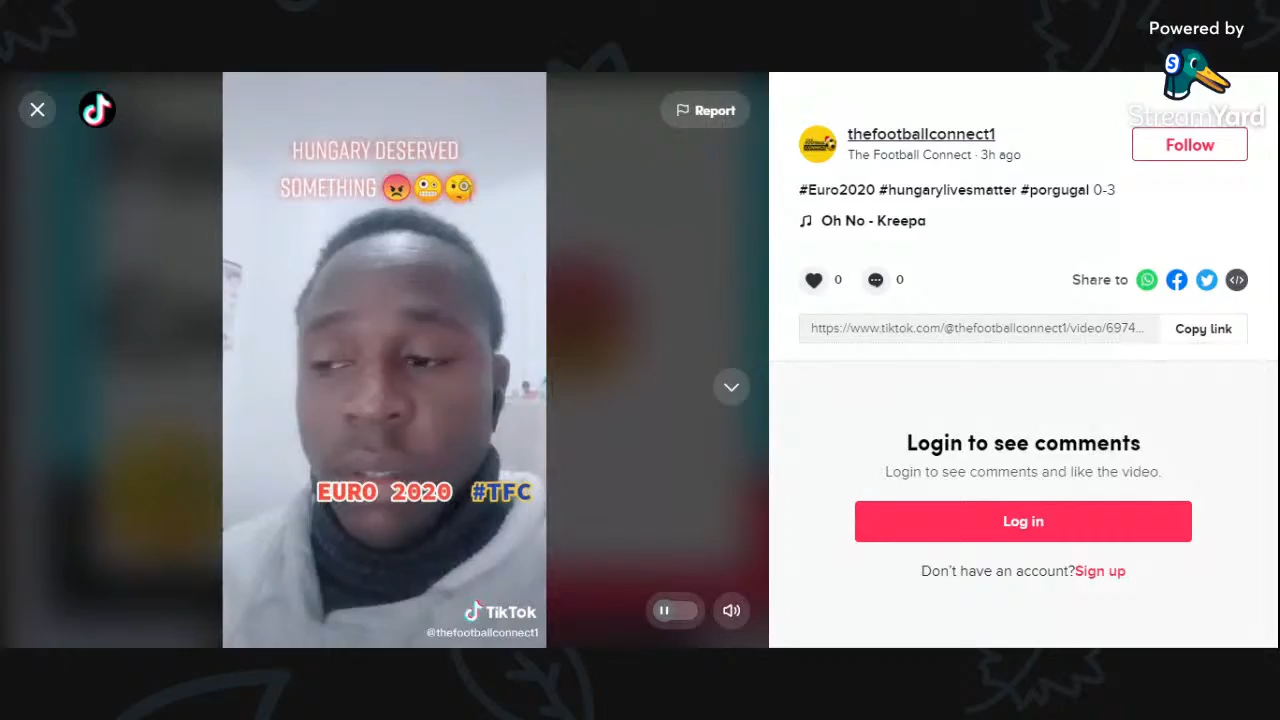 Powered by
S
StreamYard
Report
HUNGARY DESERVED
SOMETHING 😡🤪🧐
EURO 2020 #TFC
TikTok
@thefootballconnect1
thefootballconnect1
The Football Connect · 3h ago
Follow
#Euro2020 #hungarylivesmatter #porgugal 0-3
Oh No - Kreepa
0
0
Share to
https://www.tiktok.com/@thefootballconnect1/video/6974...
Copy link
Login to see comments
Login to see comments and like the video.
Log in
Don't have an account?Sign up